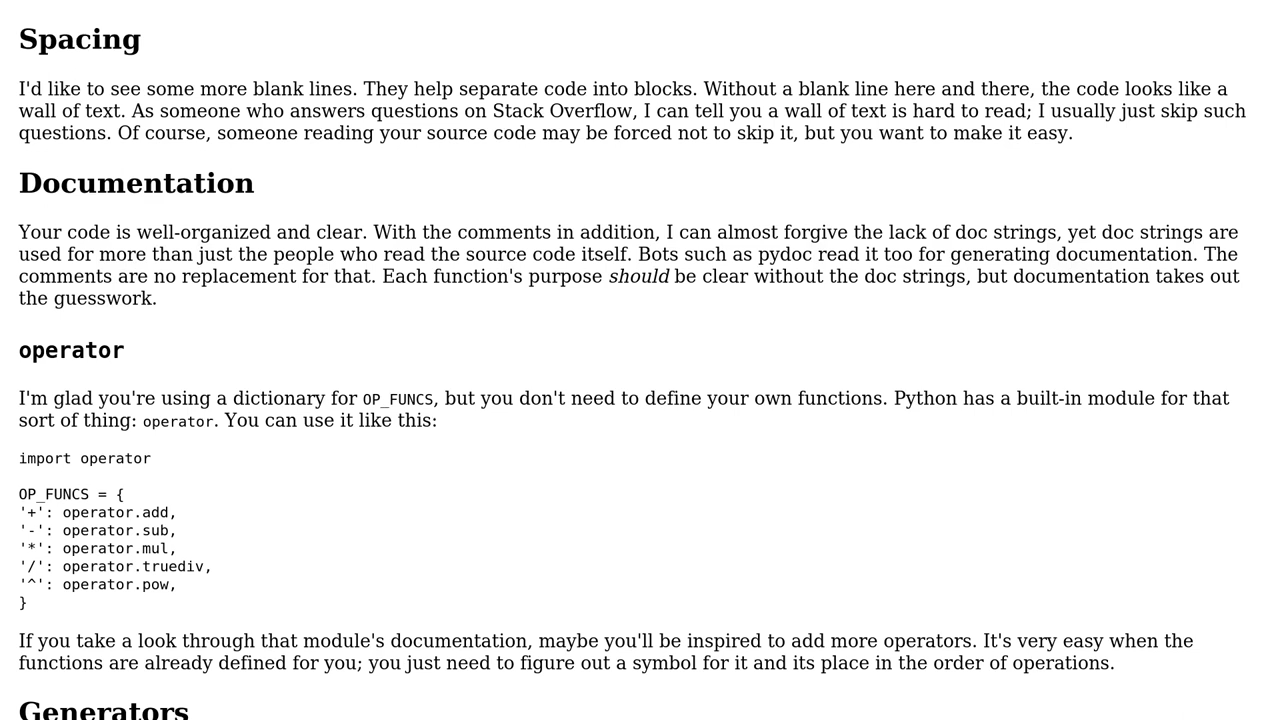 Spacing
I'd like to see some more blank lines. They help separate code into blocks. Without a blank line here and there, the code looks like a
wall of text. As someone who answers questions on Stack Overflow, I can tell you a wall of text is hard to read; I usually just skip such
questions. Of course, someone reading your source code may be forced not to skip it, but you want to make it easy.
Documentation
Your code is well-organized and clear. With the comments in addition, I can almost forgive the lack of doc strings, yet doc strings are
used for more than just the people who read the source code itself. Bots such as pydoc read it too for generating documentation. The
comments are no replacement for that. Each function's purpose should be clear without the doc strings, but documentation takes out
the guesswork.
operator
I'm glad you're using a dictionary for OP_FUNCS, but you don't need to define your own functions. Python has a built-in module for that
sort of thing: operator. You can use it like this:
import operator
OP_FUNCS = {
'+': operator.add,
'-': operator.sub,
'*': operator.mul,
'/': operator.truediv,
'^': operator.pow,
}
If you take a look through that module's documentation, maybe you'll be inspired to add more operators. It's very easy when the
functions are already defined for you; you just need to figure out a symbol for it and its place in the order of operations.
Generators